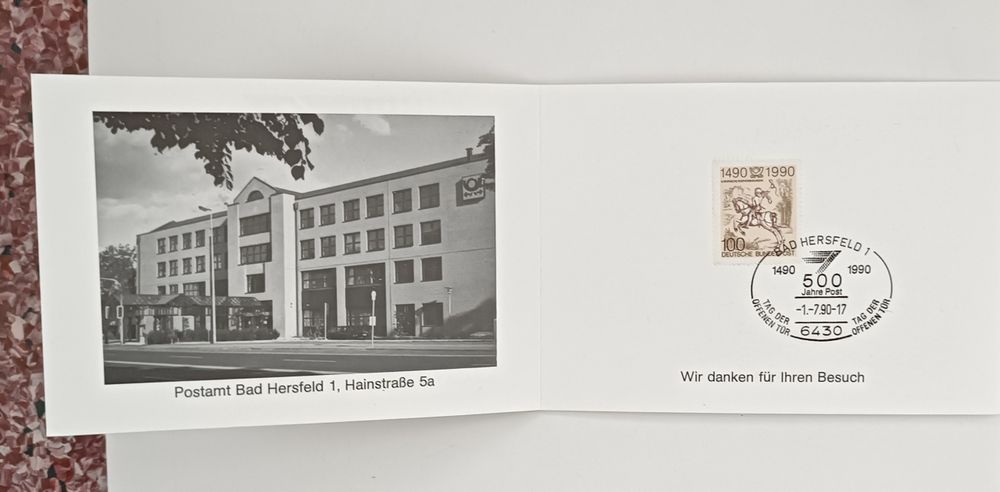 Postamt Bad Hersfeld 1, Hainstraße 5a
1490 1990
100
DEUTSCHE BUNDESPOST
BAD HERSFELD 1
1490 1990
500
Jahre Post
-1.-7.90-17
TAG DER
OFFENEN TÜR
TAG DER
OFFENEN TÜR
6430
Wir danken für Ihren Besuch